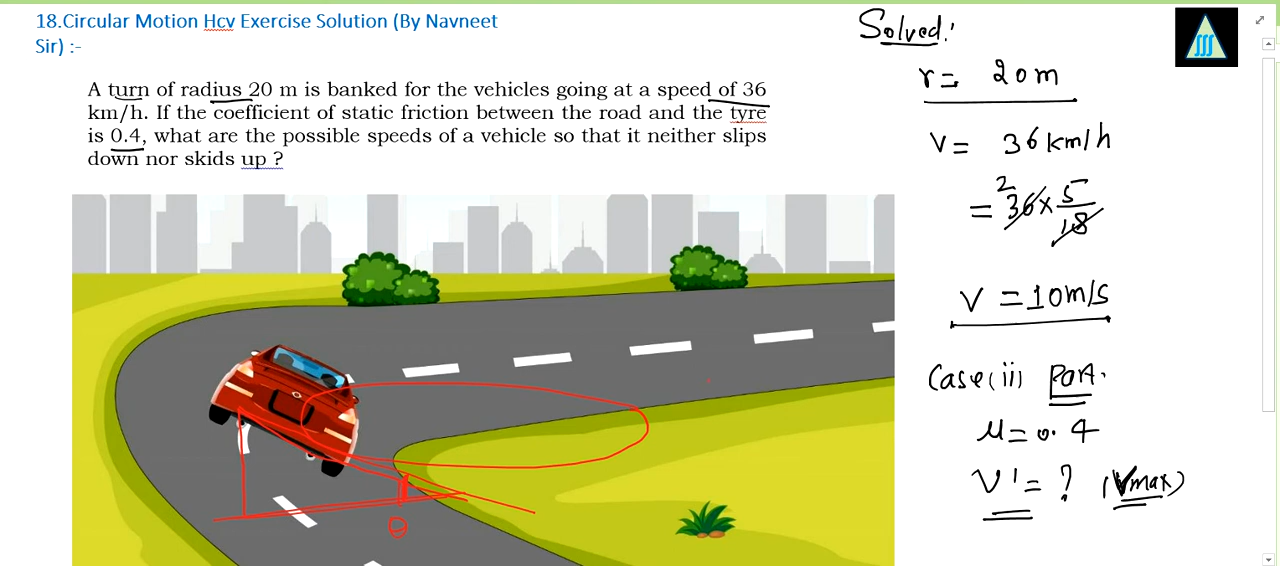 18.Circular Motion Hcv Exercise Solution (By Navneet
Sir) :-
A turn of radius 20 m is banked for the vehicles going at a speed of 36
km/h. If the coefficient of static friction between the road and the tyre
is 0.4, what are the possible speeds of a vehicle so that it neither slips
down nor skids up ?
Solved:
r = 20m
V = 36 km/h
= 36 × 5/18
2
V = 10m/s
Case(ii) Part.
μ = 0.4
V' = ? (Vmax)
θ